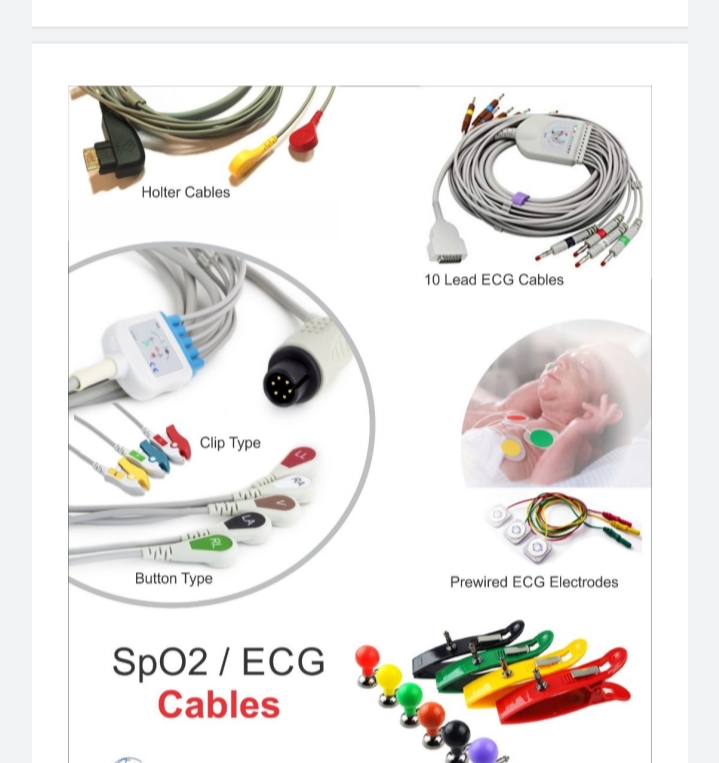 Holter Cables
10 Lead ECG Cables
Clip Type
LL
RA
V
LA
RL
Button Type
Prewired ECG Electrodes
SpO2 / ECG
Cables